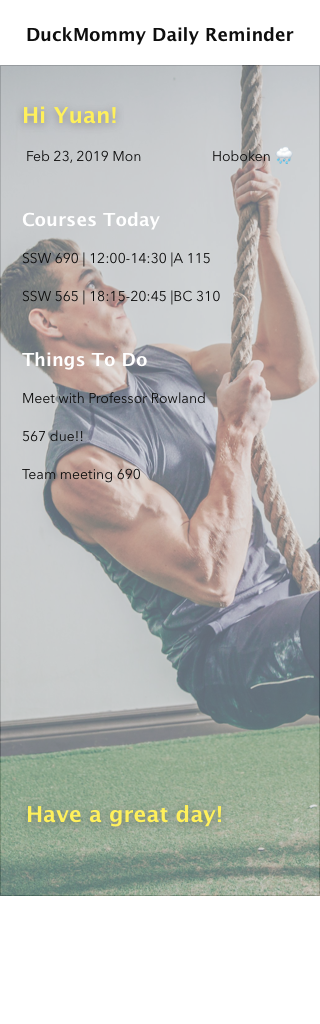 DuckMommy Daily Reminder
Hi Yuan!
Feb 23, 2019 Mon Hoboken 🌧
Courses Today
SSW 690 | 12:00-14:30 |A 115
SSW 565 | 18:15-20:45 |BC 310
Things To Do
Meet with Professor Rowland
567 due!!
Team meeting 690
Have a great day!